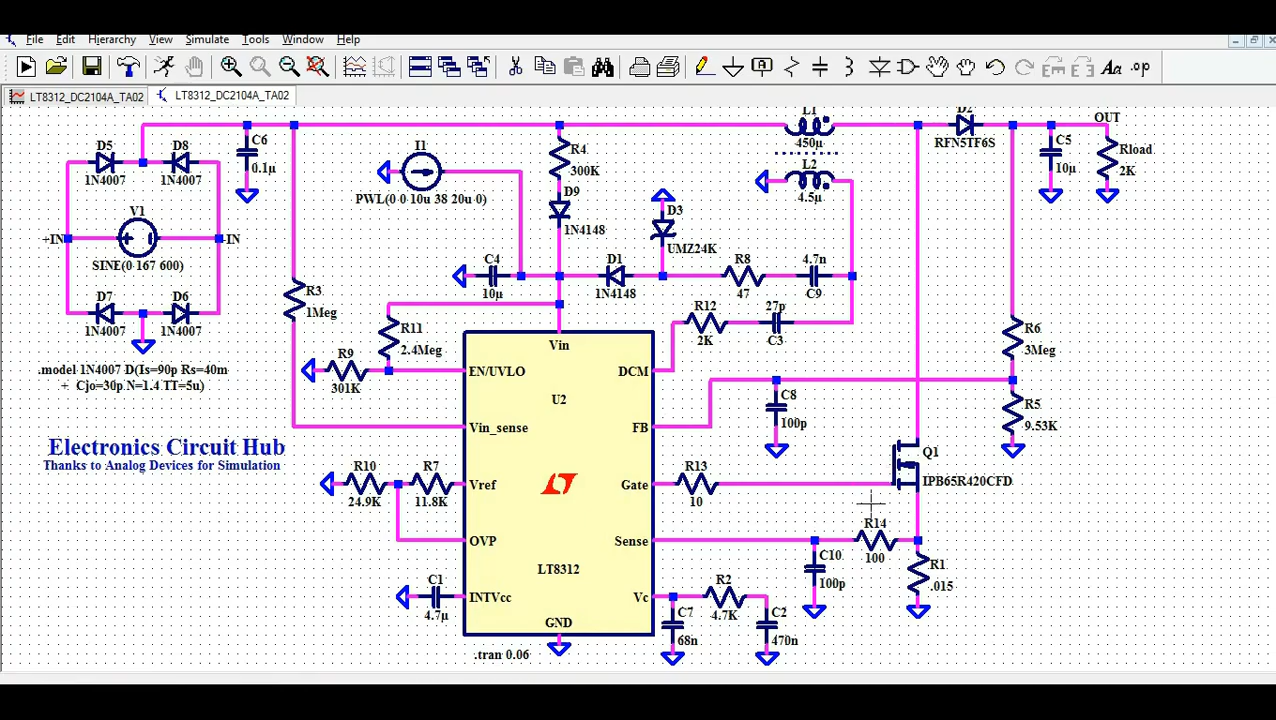 File Edit Hierarchy View Simulate Tools Window Help
Aa .op
LT8312_DC2104A_TA02
LT8312_DC2104A_TA02
L1
450µ
D2
RFN5TF6S
OUT
D5
1N4007
D8
1N4007
C6
0.1µ
I1
PWL(0 0 10u 38 20u 0)
R4
300K
L2
4.5µ
C5
10µ
Rload
2K
V1
+IN
-IN
SINE(0 167 600)
D9
1N4148
D3
UMZ24K
C4
10µ
D1
1N4148
R8
47
4.7n
C9
R3
1Meg
D7
1N4007
D6
1N4007
R11
2.4Meg
R12
2K
27p
C3
R6
3Meg
.model 1N4007 D(Is=90p Rs=40m
+ Cjo=30p N=1.4 TT=5u)
R9
301K
Vin
EN/UVLO
DCM
U2
C8
100p
R5
9.53K
Vin_sense
FB
Electronics Circuit Hub
Thanks to Analog Devices for Simulation
R10
24.9K
R7
11.8K
Vref
Gate
R13
10
Q1
IPB65R420CFD
OVP
Sense
R14
100
C10
100p
R1
.015
LT8312
C1
4.7µ
INTVcc
Vc
R2
4.7K
C7
68n
C2
470n
GND
.tran 0.06